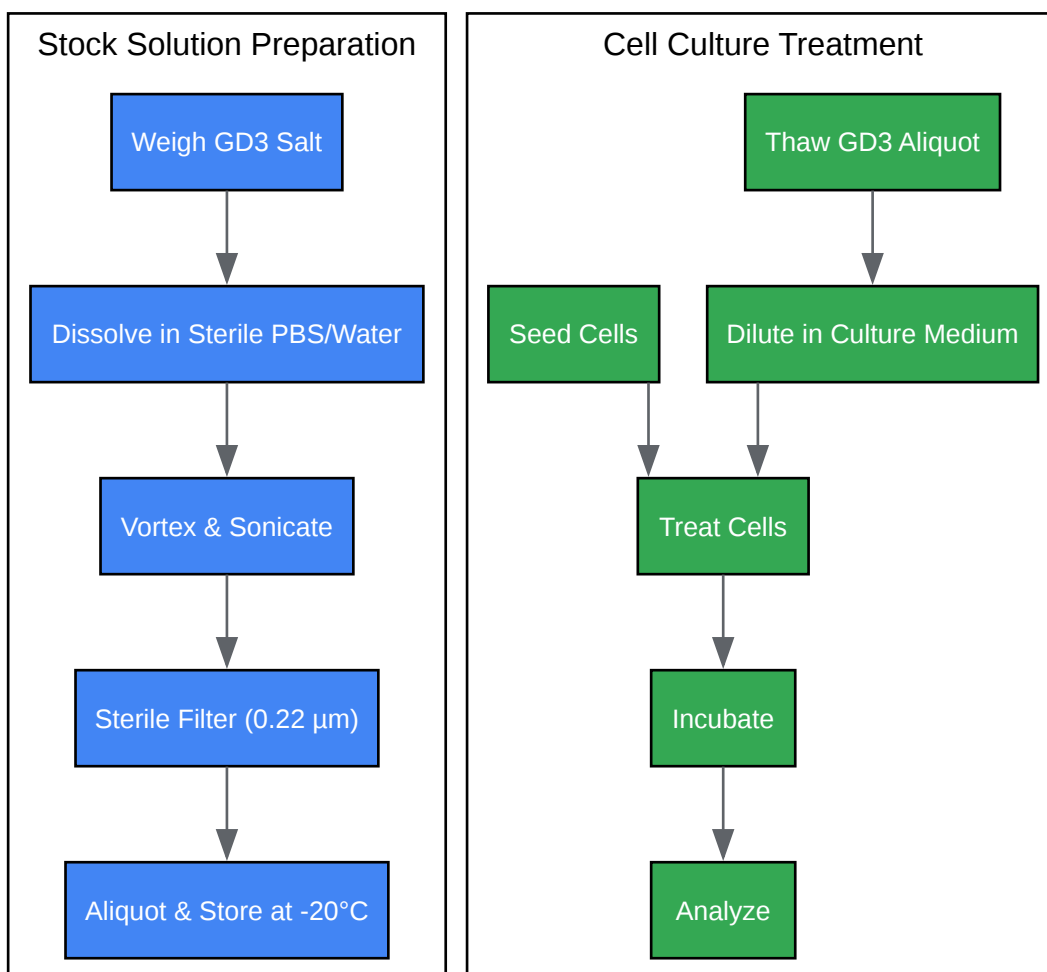 Stock Solution Preparation
Weigh GD3 Salt
Dissolve in Sterile PBS/Water
Vortex & Sonicate
Sterile Filter (0.22 µm)
Aliquot & Store at -20°C
Cell Culture Treatment
Thaw GD3 Aliquot
Seed Cells
Dilute in Culture Medium
Treat Cells
Incubate
Analyze